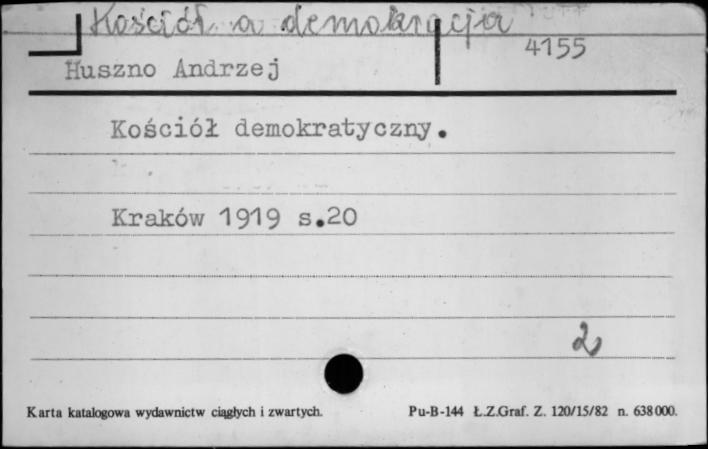 Kościół a demokracja
4155
Huszno Andrzej
Kościół demokratyczny.
Kraków 1919 s.20
2
Karta katalogowa wydawnictw ciągłych i zwartych. Pu-B-144 Ł.Z.Graf. Z. 120/15/82 n. 638000.